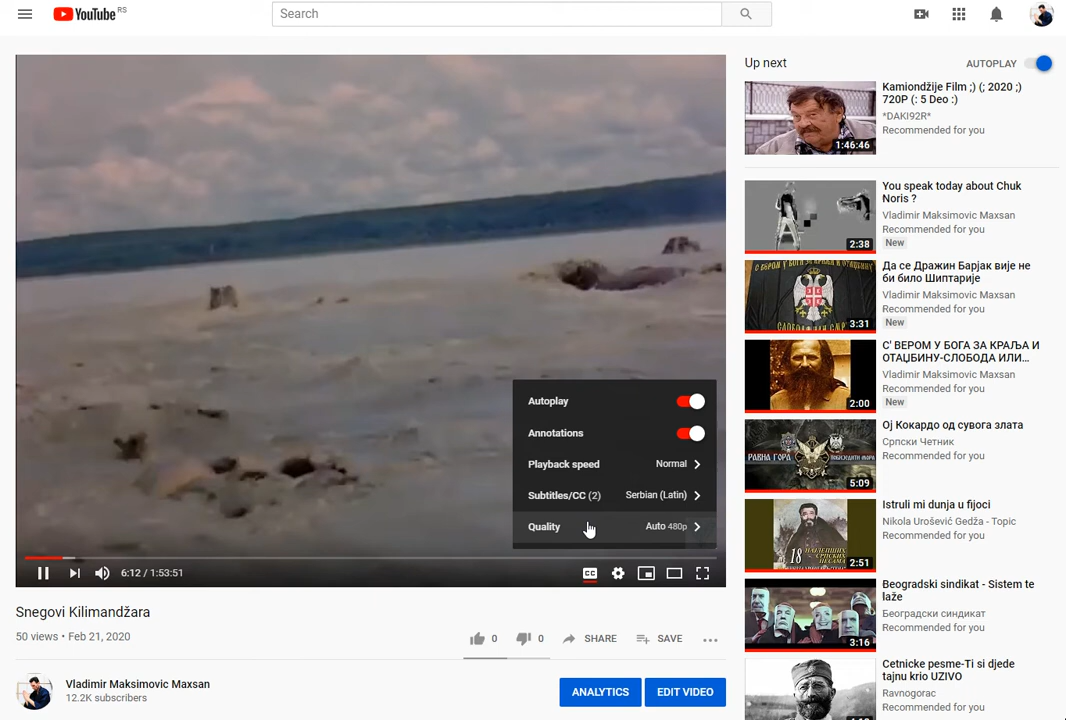 YouTube RS
Search
Up next
AUTOPLAY
Kamiondžije Film ;) (; 2020 ;)
720P (: 5 Deo :)
*DAKI92R*
Recommended for you
1:46:46
You speak today about Chuk
Noris ?
Vladimir Maksimovic Maxsan
Recommended for you
New
2:38
Да се Дражин Барјак вије не
би било Шиптарије
Vladimir Maksimovic Maxsan
Recommended for you
New
3:31
С' ВЕРОМ У БОГА ЗА КРАЉА И
ОТАЏБИНУ-СЛОБОДА ИЛИ...
Vladimir Maksimovic Maxsan
Recommended for you
New
2:00
Ој Кокардо од сувога злата
Српски Четник
Recommended for you
РАВНА ГОРА
5:09
Istruli mi dunja u fijoci
Nikola Urošević Gedža - Topic
Recommended for you
18
2:51
Beogradski sindikat - Sistem te
laže
Београдски синдикат
Recommended for you
3:16
Cetnicke pesme-Ti si djede
tajnu krio UZIVO
Ravnogorac
Recommended for you
Autoplay
Annotations
Playback speed Normal
Subtitles/CC (2) Serbian (Latin)
Quality Auto 480p
6:12 / 1:53:51
CC
Snegovi Kilimandžara
50 views • Feb 21, 2020
0 0 SHARE SAVE
Vladimir Maksimovic Maxsan
12.2K subscribers
ANALYTICS
EDIT VIDEO